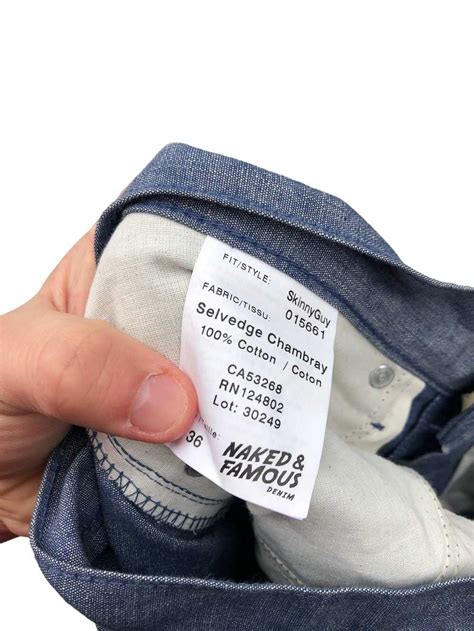 FIT/STYLE: SkinnyGuy
015661
FABRIC/TISSU:
Selvedge Chambray
100% Cotton / Coton
CA53268
RN124802
Lot: 30249
36
NAKED &
FAMOUS
DENIM